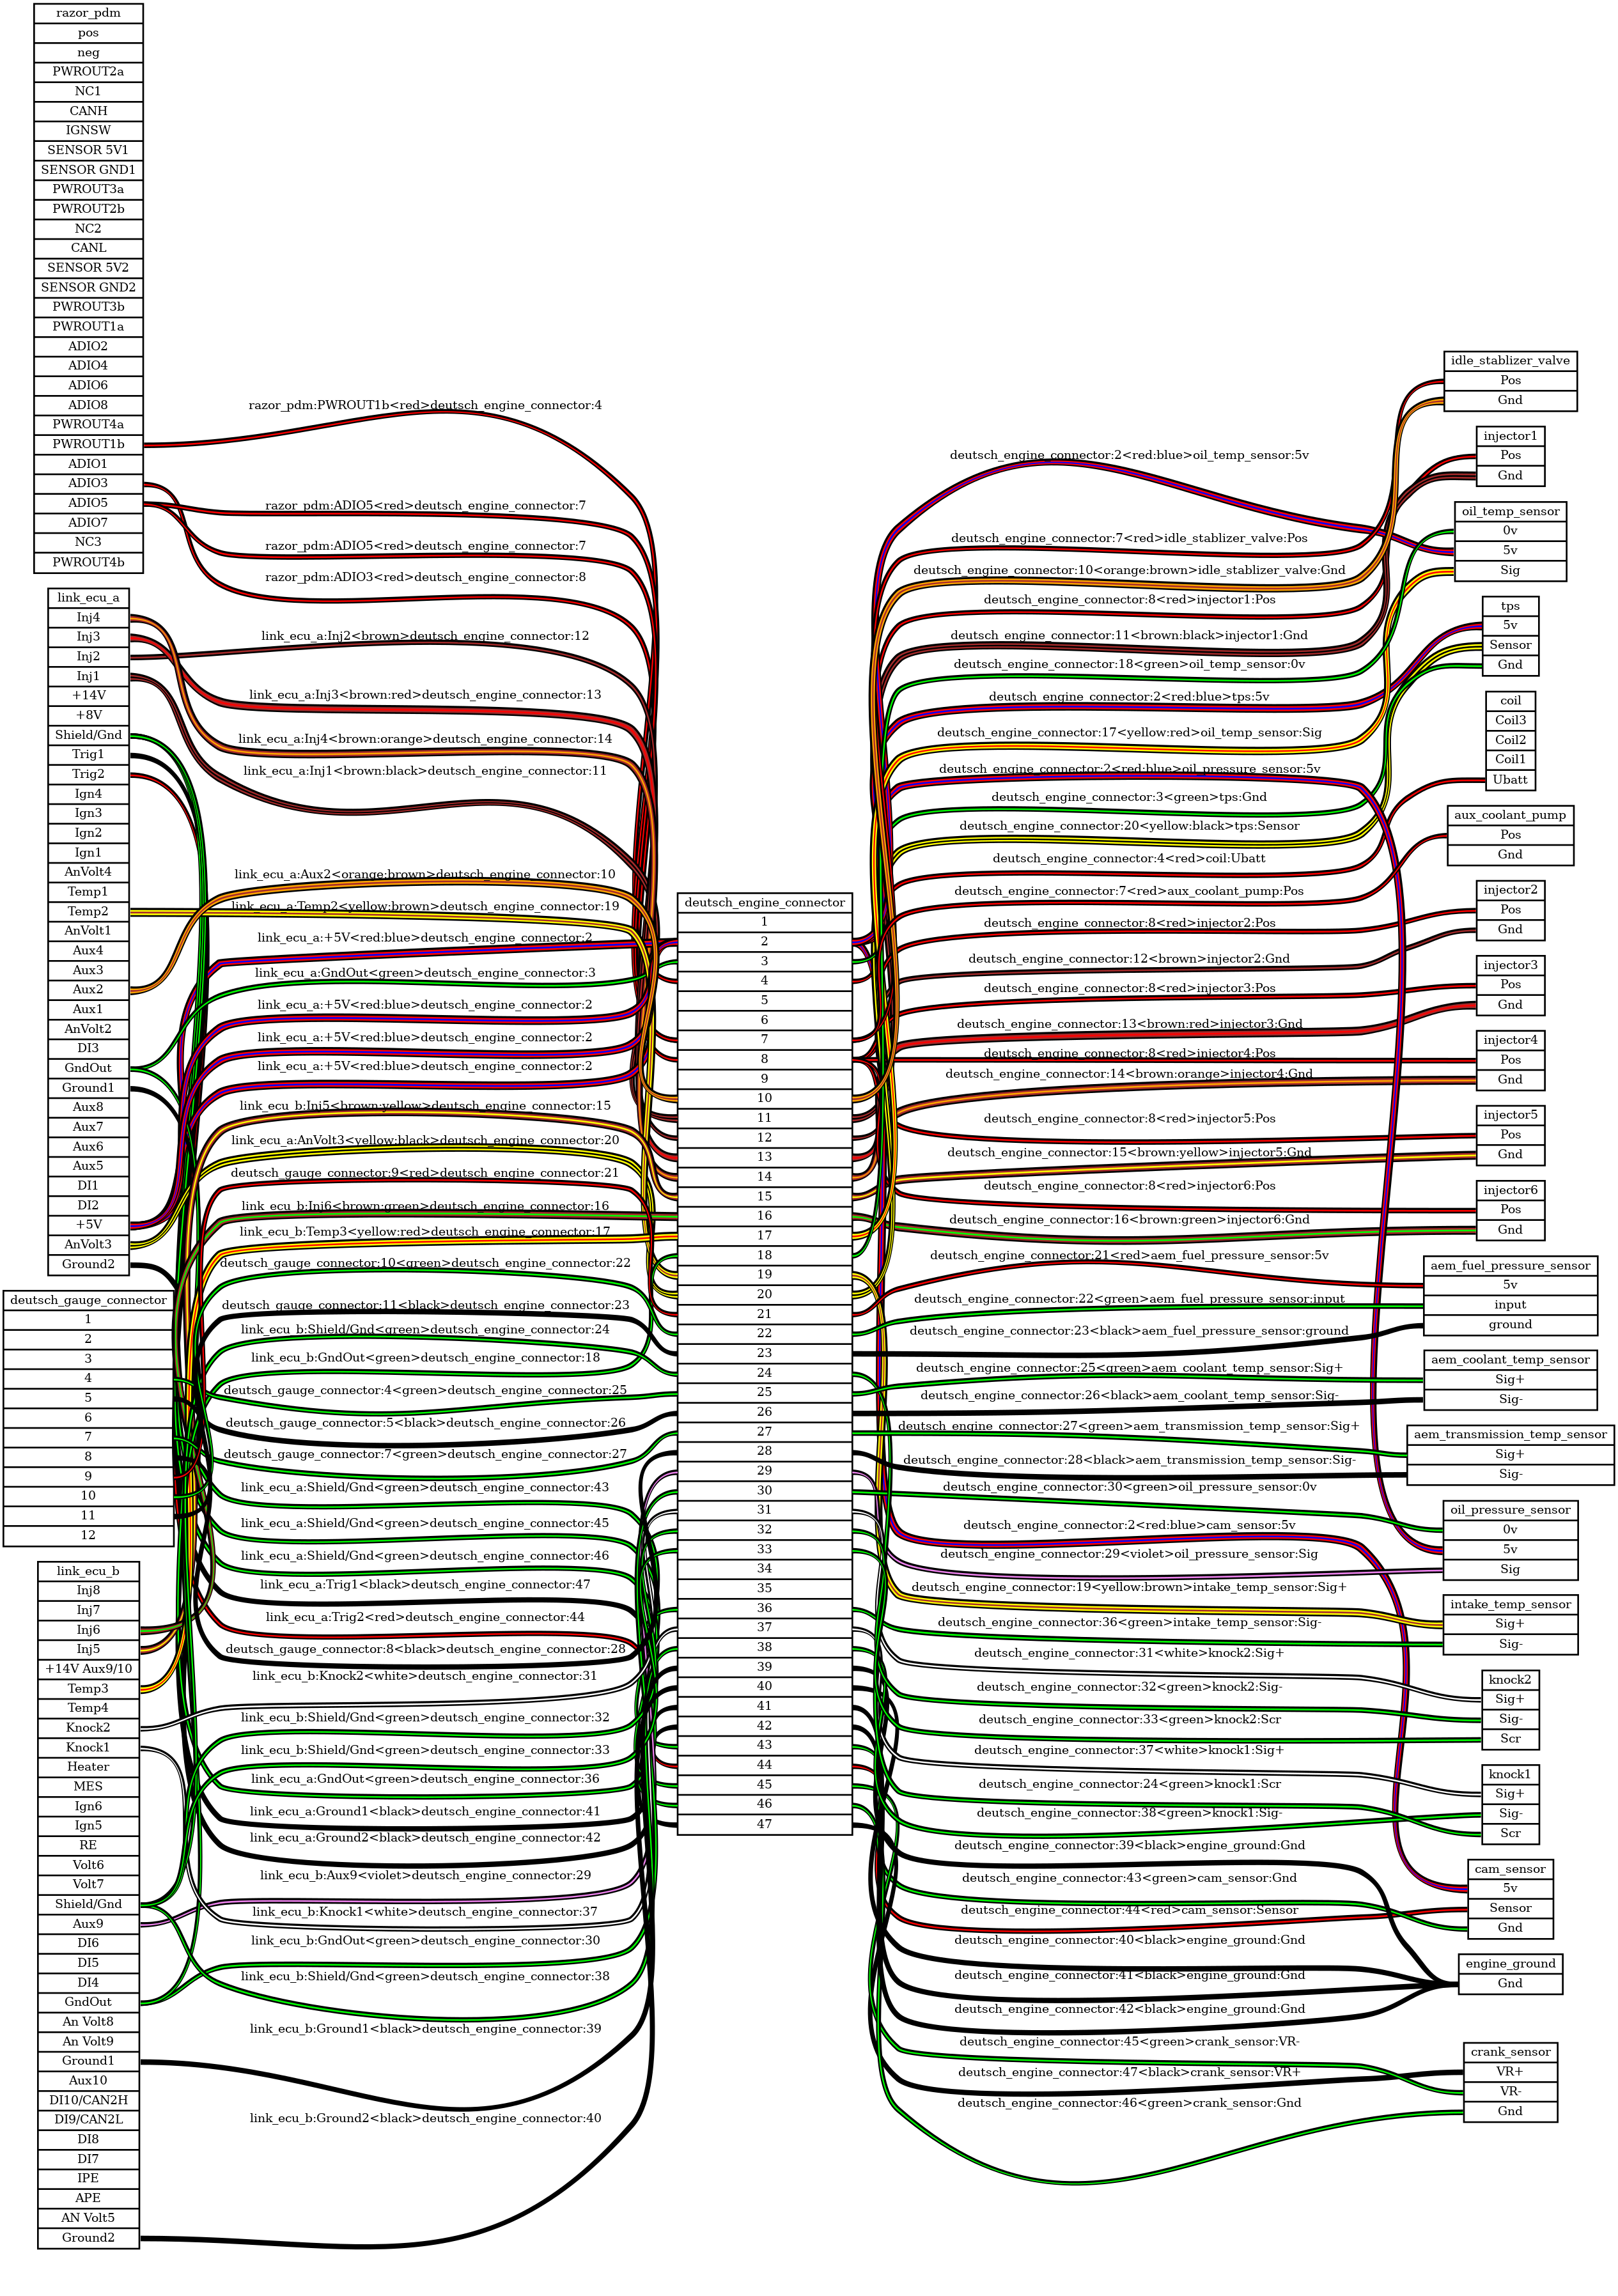 razor_pdm
pos
neg
PWROUT2a
NC1
CANH
IGNSW
SENSOR 5V1
SENSOR GND1
PWROUT3a
PWROUT2b
NC2
CANL
SENSOR 5V2
SENSOR GND2
PWROUT3b
PWROUT1a
ADIO2
ADIO4
ADIO6
ADIO8
PWROUT4a
PWROUT1b
ADIO1
ADIO3
ADIO5
ADIO7
NC3
PWROUT4b
link_ecu_a
Inj4
Inj3
Inj2
Inj1
+14V
+8V
Shield/Gnd
Trig1
Trig2
Ign4
Ign3
Ign2
Ign1
AnVolt4
Temp1
Temp2
AnVolt1
Aux4
Aux3
Aux2
Aux1
AnVolt2
DI3
GndOut
Ground1
Aux8
Aux7
Aux6
Aux5
DI1
DI2
+5V
AnVolt3
Ground2
deutsch_gauge_connector
1
2
3
4
5
6
7
8
9
10
11
12
link_ecu_b
Inj8
Inj7
Inj6
Inj5
+14V Aux9/10
Temp3
Temp4
Knock2
Knock1
Heater
MES
Ign6
Ign5
RE
Volt6
Volt7
Shield/Gnd
Aux9
DI6
DI5
DI4
GndOut
An Volt8
An Volt9
Ground1
Aux10
DI10/CAN2H
DI9/CAN2L
DI8
DI7
IPE
APE
AN Volt5
Ground2
razor_pdm:PWROUT1b<red>deutsch_engine_connector:4
razor_pdm:ADIO5<red>deutsch_engine_connector:7
razor_pdm:ADIO5<red>deutsch_engine_connector:7
razor_pdm:ADIO3<red>deutsch_engine_connector:8
link_ecu_a:Inj2<brown>deutsch_engine_connector:12
link_ecu_a:Inj3<brown:red>deutsch_engine_connector:13
link_ecu_a:Inj4<brown:orange>deutsch_engine_connector:14
link_ecu_a:Inj1<brown:black>deutsch_engine_connector:11
link_ecu_a:Aux2<orange:brown>deutsch_engine_connector:10
link_ecu_a:Temp2<yellow:brown>deutsch_engine_connector:19
link_ecu_a:+5V<red:blue>deutsch_engine_connector:2
link_ecu_a:GndOut<green>deutsch_engine_connector:3
link_ecu_a:+5V<red:blue>deutsch_engine_connector:2
link_ecu_a:+5V<red:blue>deutsch_engine_connector:2
link_ecu_a:+5V<red:blue>deutsch_engine_connector:2
link_ecu_b:Inj5<brown:yellow>deutsch_engine_connector:15
link_ecu_a:AnVolt3<yellow:black>deutsch_engine_connector:20
deutsch_gauge_connector:9<red>deutsch_engine_connector:21
link_ecu_b:Inj6<brown:green>deutsch_engine_connector:16
link_ecu_b:Temp3<yellow:red>deutsch_engine_connector:17
deutsch_gauge_connector:10<green>deutsch_engine_connector:22
deutsch_gauge_connector:11<black>deutsch_engine_connector:23
link_ecu_b:Shield/Gnd<green>deutsch_engine_connector:24
link_ecu_b:GndOut<green>deutsch_engine_connector:18
deutsch_gauge_connector:4<green>deutsch_engine_connector:25
deutsch_gauge_connector:5<black>deutsch_engine_connector:26
deutsch_gauge_connector:7<green>deutsch_engine_connector:27
link_ecu_a:Shield/Gnd<green>deutsch_engine_connector:43
link_ecu_a:Shield/Gnd<green>deutsch_engine_connector:45
link_ecu_a:Shield/Gnd<green>deutsch_engine_connector:46
link_ecu_a:Trig1<black>deutsch_engine_connector:47
link_ecu_a:Trig2<red>deutsch_engine_connector:44
deutsch_gauge_connector:8<black>deutsch_engine_connector:28
link_ecu_b:Knock2<white>deutsch_engine_connector:31
link_ecu_b:Shield/Gnd<green>deutsch_engine_connector:32
link_ecu_b:Shield/Gnd<green>deutsch_engine_connector:33
link_ecu_a:GndOut<green>deutsch_engine_connector:36
link_ecu_a:Ground1<black>deutsch_engine_connector:41
link_ecu_a:Ground2<black>deutsch_engine_connector:42
link_ecu_b:Aux9<violet>deutsch_engine_connector:29
link_ecu_b:Knock1<white>deutsch_engine_connector:37
link_ecu_b:GndOut<green>deutsch_engine_connector:30
link_ecu_b:Shield/Gnd<green>deutsch_engine_connector:38
link_ecu_b:Ground1<black>deutsch_engine_connector:39
link_ecu_b:Ground2<black>deutsch_engine_connector:40
deutsch_engine_connector
1
2
3
4
5
6
7
8
9
10
11
12
13
14
15
16
17
18
19
20
21
22
23
24
25
26
27
28
29
30
31
32
33
34
35
36
37
38
39
40
41
42
43
44
45
46
47
deutsch_engine_connector:2<red:blue>oil_temp_sensor:5v
deutsch_engine_connector:7<red>idle_stablizer_valve:Pos
deutsch_engine_connector:10<orange:brown>idle_stablizer_valve:Gnd
deutsch_engine_connector:8<red>injector1:Pos
deutsch_engine_connector:11<brown:black>injector1:Gnd
deutsch_engine_connector:18<green>oil_temp_sensor:0v
deutsch_engine_connector:2<red:blue>tps:5v
deutsch_engine_connector:17<yellow:red>oil_temp_sensor:Sig
deutsch_engine_connector:2<red:blue>oil_pressure_sensor:5v
deutsch_engine_connector:3<green>tps:Gnd
deutsch_engine_connector:20<yellow:black>tps:Sensor
deutsch_engine_connector:4<red>coil:Ubatt
deutsch_engine_connector:7<red>aux_coolant_pump:Pos
deutsch_engine_connector:8<red>injector2:Pos
deutsch_engine_connector:12<brown>injector2:Gnd
deutsch_engine_connector:8<red>injector3:Pos
deutsch_engine_connector:13<brown:red>injector3:Gnd
deutsch_engine_connector:8<red>injector4:Pos
deutsch_engine_connector:14<brown:orange>injector4:Gnd
deutsch_engine_connector:8<red>injector5:Pos
deutsch_engine_connector:15<brown:yellow>injector5:Gnd
deutsch_engine_connector:8<red>injector6:Pos
deutsch_engine_connector:16<brown:green>injector6:Gnd
deutsch_engine_connector:21<red>aem_fuel_pressure_sensor:5v
deutsch_engine_connector:22<green>aem_fuel_pressure_sensor:input
deutsch_engine_connector:23<black>aem_fuel_pressure_sensor:ground
deutsch_engine_connector:25<green>aem_coolant_temp_sensor:Sig+
deutsch_engine_connector:26<black>aem_coolant_temp_sensor:Sig-
deutsch_engine_connector:27<green>aem_transmission_temp_sensor:Sig+
deutsch_engine_connector:28<black>aem_transmission_temp_sensor:Sig-
deutsch_engine_connector:30<green>oil_pressure_sensor:0v
deutsch_engine_connector:2<red:blue>cam_sensor:5v
deutsch_engine_connector:29<violet>oil_pressure_sensor:Sig
deutsch_engine_connector:19<yellow:brown>intake_temp_sensor:Sig+
deutsch_engine_connector:36<green>intake_temp_sensor:Sig-
deutsch_engine_connector:31<white>knock2:Sig+
deutsch_engine_connector:32<green>knock2:Sig-
deutsch_engine_connector:33<green>knock2:Scr
deutsch_engine_connector:37<white>knock1:Sig+
deutsch_engine_connector:24<green>knock1:Scr
deutsch_engine_connector:38<green>knock1:Sig-
deutsch_engine_connector:39<black>engine_ground:Gnd
deutsch_engine_connector:43<green>cam_sensor:Gnd
deutsch_engine_connector:44<red>cam_sensor:Sensor
deutsch_engine_connector:40<black>engine_ground:Gnd
deutsch_engine_connector:41<black>engine_ground:Gnd
deutsch_engine_connector:42<black>engine_ground:Gnd
deutsch_engine_connector:45<green>crank_sensor:VR-
deutsch_engine_connector:47<black>crank_sensor:VR+
deutsch_engine_connector:46<green>crank_sensor:Gnd
idle_stablizer_valve
Pos
Gnd
injector1
Pos
Gnd
oil_temp_sensor
0v
5v
Sig
tps
5v
Sensor
Gnd
coil
Coil3
Coil2
Coil1
Ubatt
aux_coolant_pump
Pos
Gnd
injector2
Pos
Gnd
injector3
Pos
Gnd
injector4
Pos
Gnd
injector5
Pos
Gnd
injector6
Pos
Gnd
aem_fuel_pressure_sensor
5v
input
ground
aem_coolant_temp_sensor
Sig+
Sig-
aem_transmission_temp_sensor
Sig+
Sig-
oil_pressure_sensor
0v
5v
Sig
intake_temp_sensor
Sig+
Sig-
knock2
Sig+
Sig-
Scr
knock1
Sig+
Sig-
Scr
cam_sensor
5v
Sensor
Gnd
engine_ground
Gnd
crank_sensor
VR+
VR-
Gnd